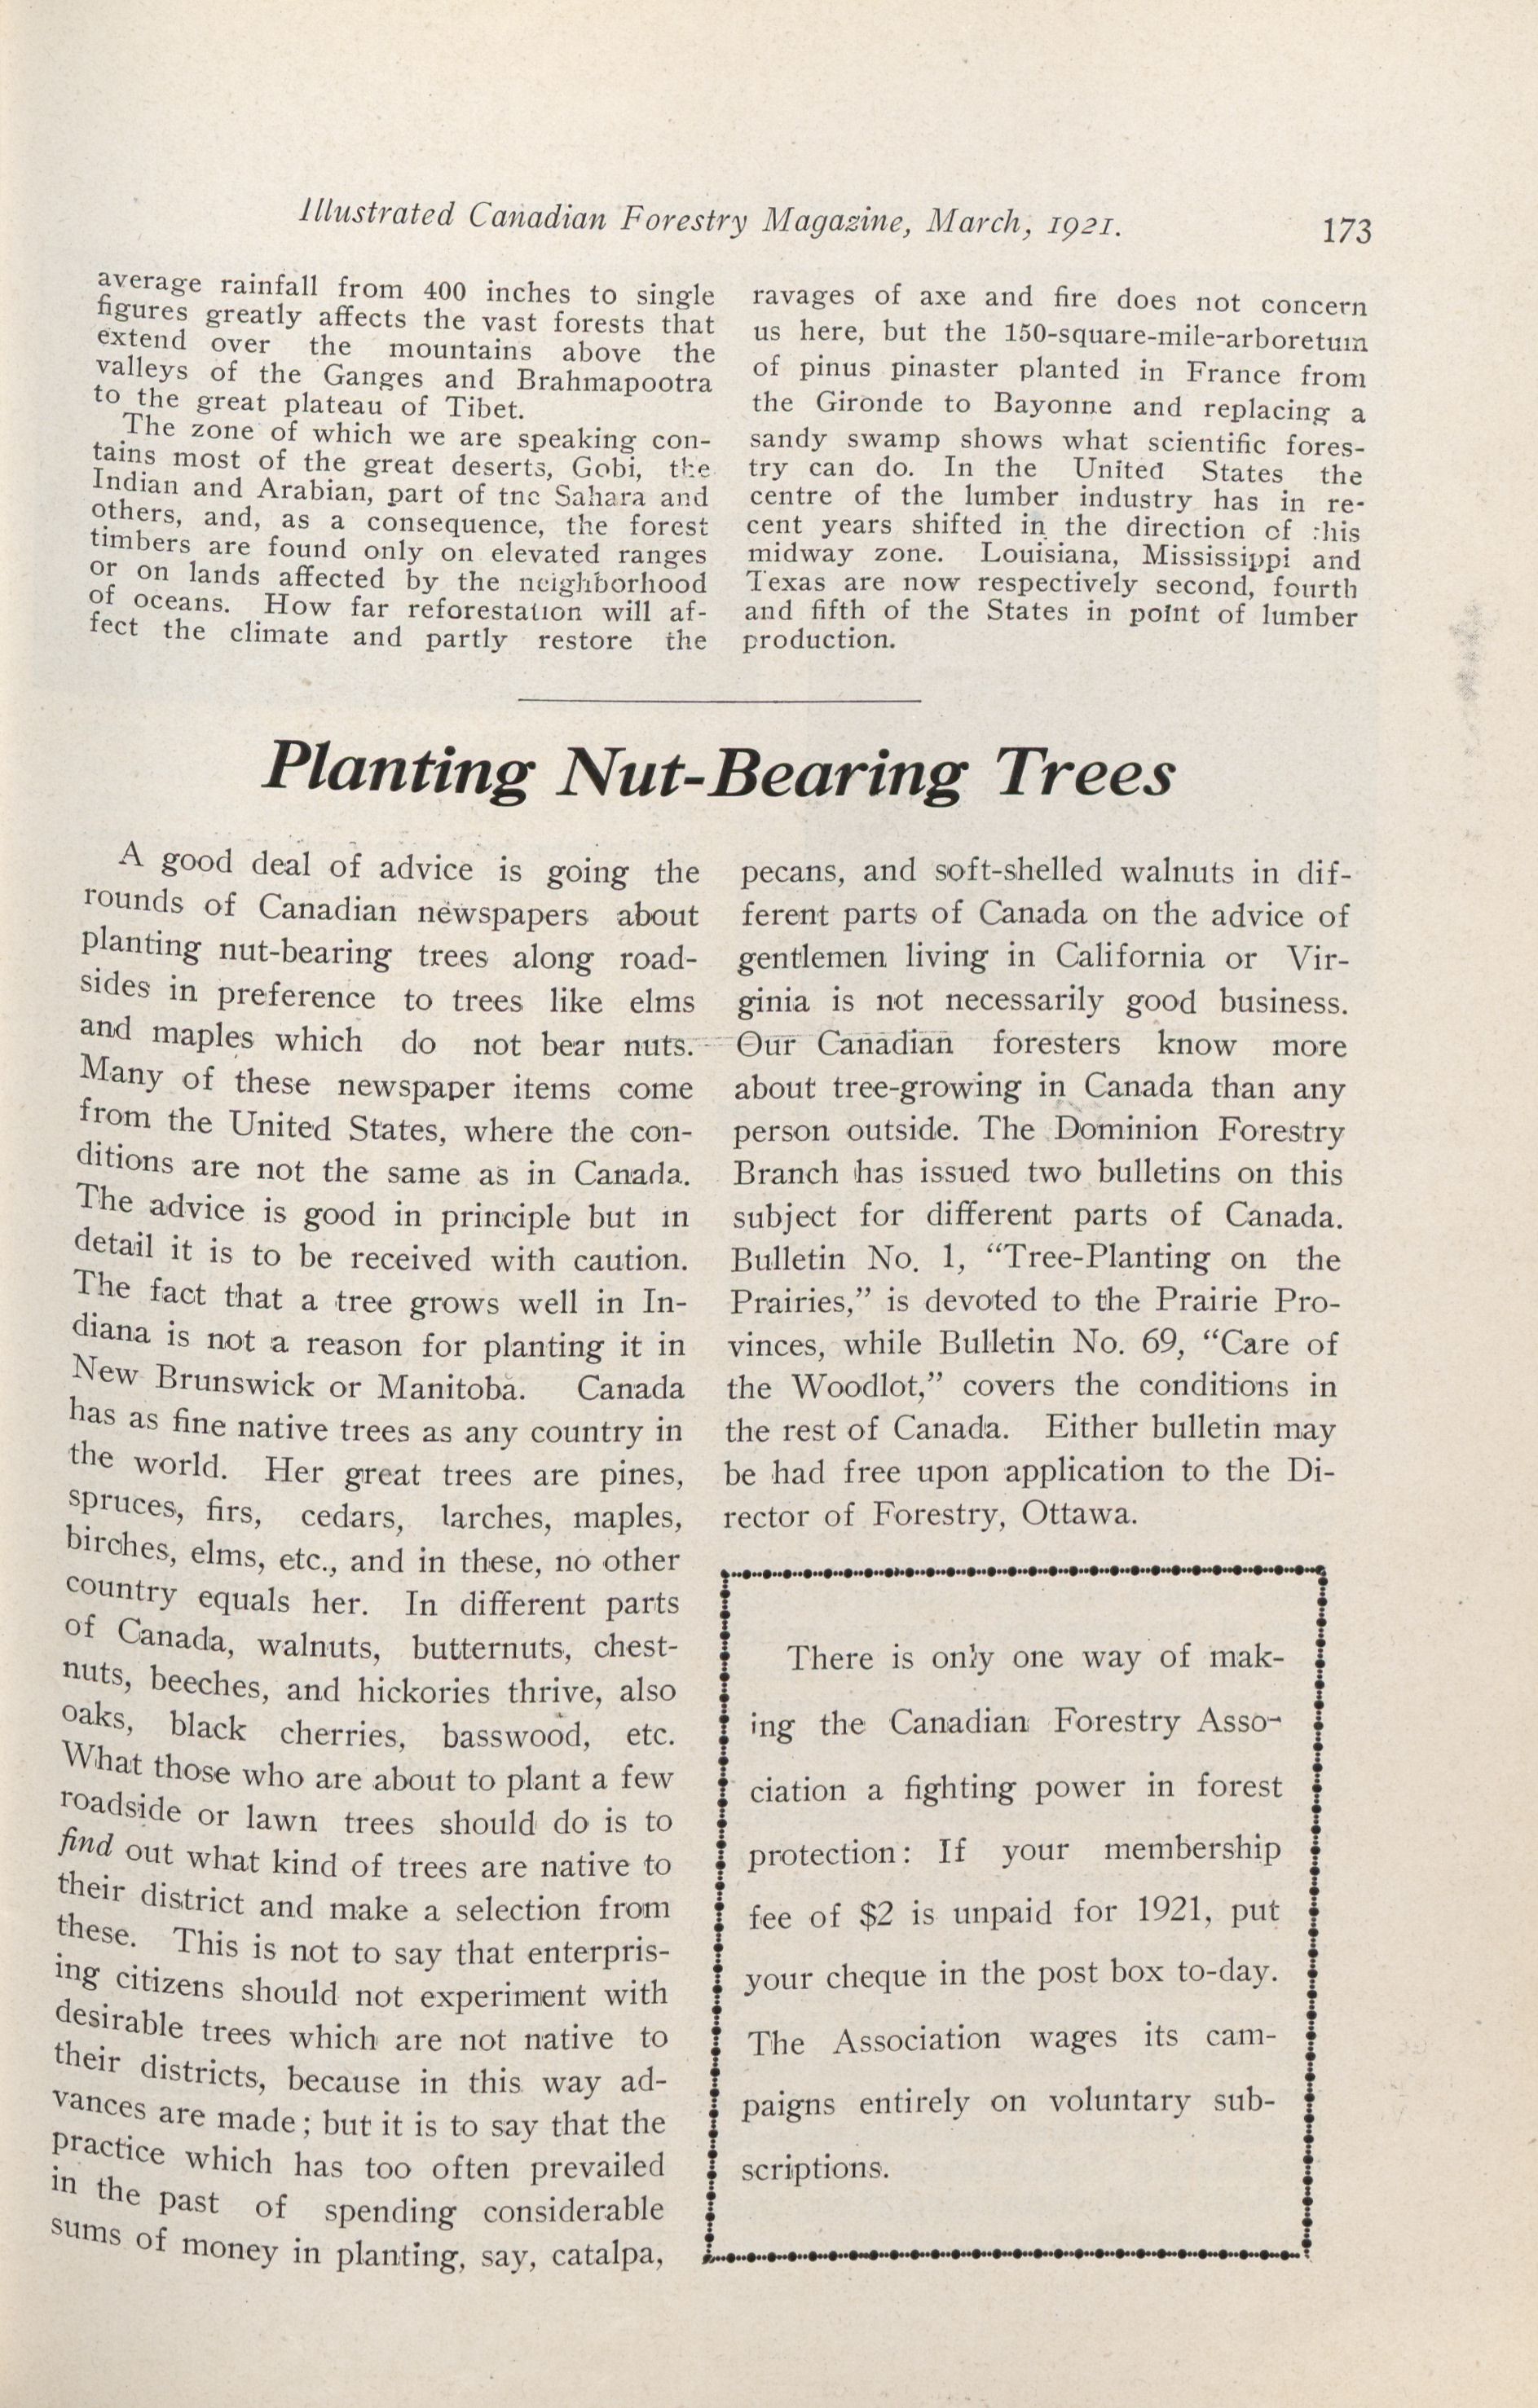 Illustrated Canadian Forestry Magazine, March, 1921. 173
average rainfall from 400 inches to single
figures greatly affects the vast forests that
extend over the mountains above the
valleys of the Ganges and Brahmapootra
to the great plateau of Tibet.
The zone of which we are speaking con-
tains most of the great deserts, Gobi, the
Indian and Arabian, part of tne Sahara and
others, and, as a consequence, the forest
timbers are found only on elevated ranges
or on lands affected by the neighborhood
of oceans. How far reforestation will af-
fect the climate and partly restore the
ravages of axe and fire does not concern
us here, but the 150-square-mile-arboretum
of pinus pinaster planted in France from
the Gironde to Bayonne and replacing a
sandy swamp shows what scientific fores-
try can do. In the United States the
centre of the lumber industry has in re-
cent years shifted in the direction of this
midway zone. Louisiana, Mississippi and
Texas are now respectively second, fourth
and fifth of the States in point of lumber
production.
Planting Nut-Bearing Trees
A good deal of advice is going the
rounds of Canadian newspapers about
planting nut-bearing trees along road-
sides in preference to trees like elms
and maples which do not bear nuts.
Many of these newspaper items come
from the United States, where the con-
ditions are not the same as in Canada.
The advice is good in principle but in
detail it is to be received with caution.
The fact that a tree grows well in In-
diana is not a reason for planting it in
New Brunswick or Manitoba. Canada
has as fine native trees as any country in
the world. Her great trees are pines,
spruces, firs, cedars, larches, maples,
birches, elms, etc., and in these, no other
country equals her. In different parts
of Canada, walnuts, butternuts, chest-
nuts, beeches, and hickories thrive, also
oaks, black cherries, basswood, etc.
What those who are about to plant a few
roadside or lawn trees should do is to
find out what kind of trees are native to
their district and make a selection from
these. This is not to say that enterpris-
ing citizens should not experiment with
desirable trees which are not native to
their districts, because in this way ad-
vances are made; but it is to say that the
practice which has too often prevailed
in the past of spending considerable
sums of money in planting, say, catalpa,
pecans, and soft-shelled walnuts in dif-
ferent parts of Canada on the advice of
gentlemen living in California or Vir-
ginia is not necessarily good business.
Our Canadian foresters know more
about tree-growing in Canada than any
person outside. The Dominion Forestry
Branch has issued two bulletins on this
subject for different parts of Canada.
Bulletin No. 1, “Tree-Planting on the
Prairies,” is devoted to the Prairie Pro-
vinces, while Bulletin No. 69, “Care of
the Woodlot,” covers the conditions in
the rest of Canada. Either bulletin may
be had free upon application to the Di-
rector of Forestry, Ottawa.
There is only one way of mak-
ing the Canadian Forestry Asso-
ciation a fighting power in forest
protection: If your membership
fee of $2 is unpaid for 1921, put
your cheque in the post box to-day.
The Association wages its cam-
paigns entirely on voluntary sub-
scriptions.